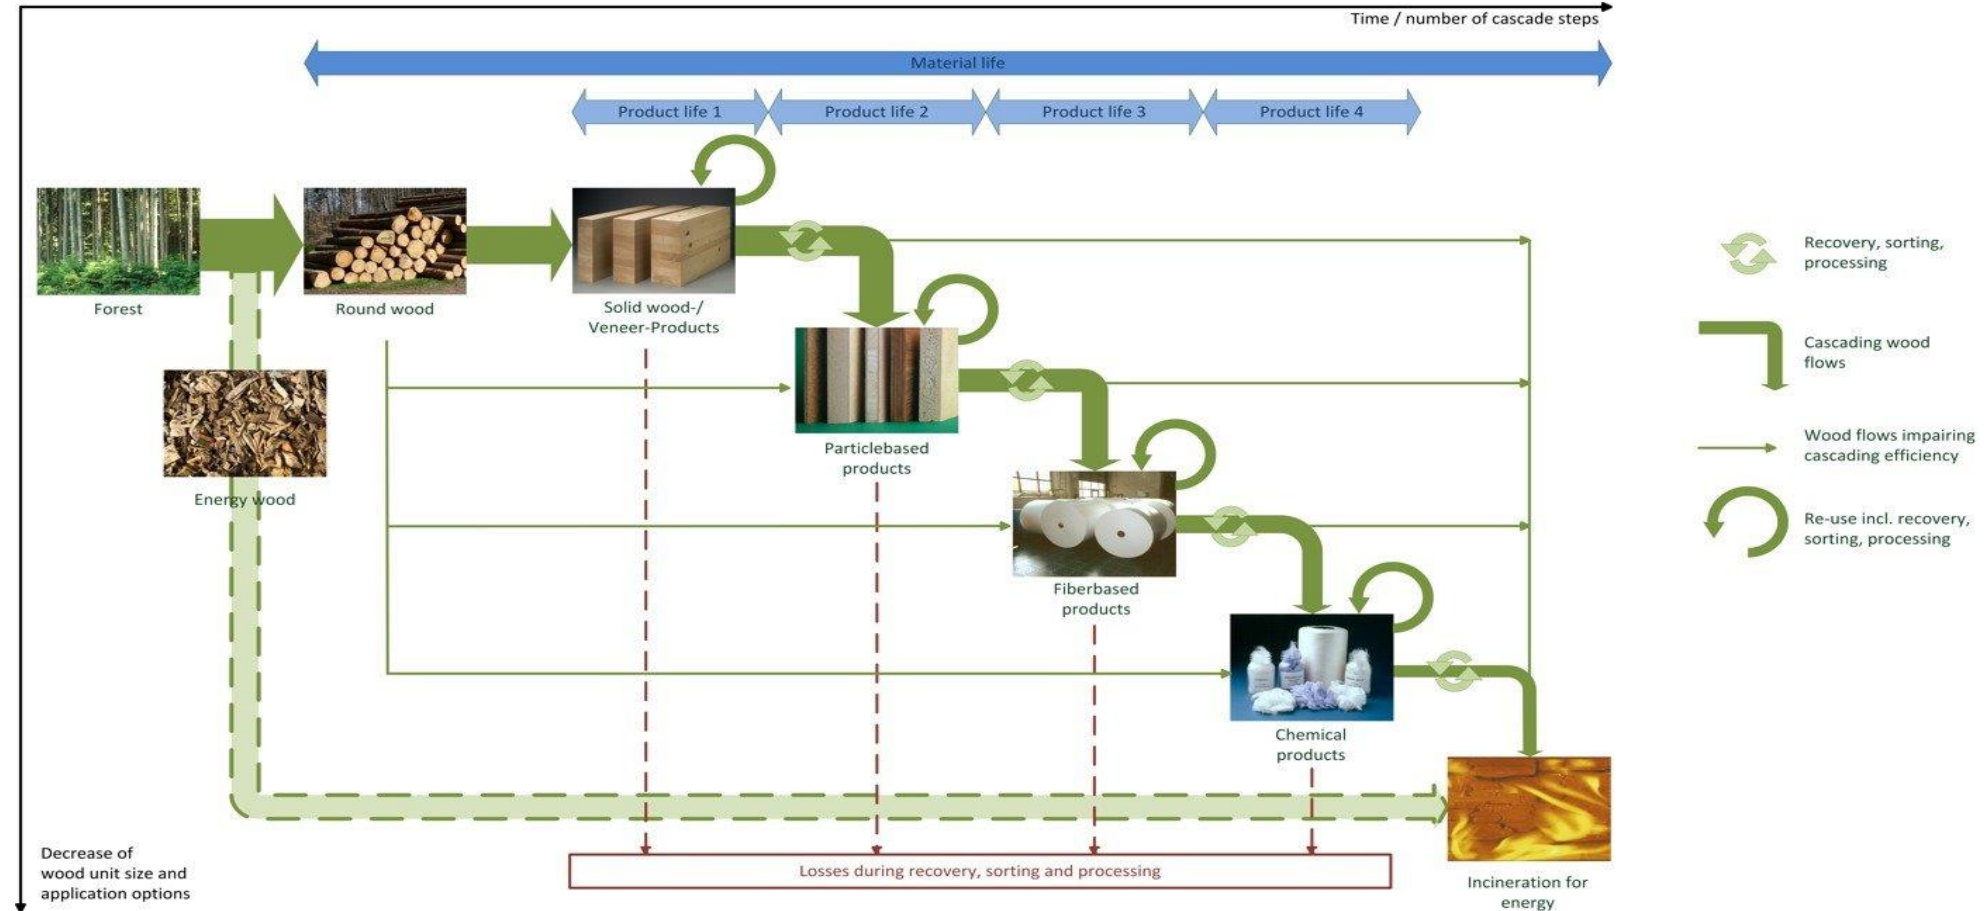 Time / number of cascade steps
Material life
Product life 1
Product life 2
Product life 3
Product life 4
Forest
Round wood
Solid wood-/
Veneer-Products
Recovery, sorting,
processing
Cascading wood
flows
Particlebased
products
Wood flows impairing
cascading efficiency
Energy wood
Re-use incl. recovery,
sorting, processing
Fiberbased
products
Chemical
products
Decrease of
wood unit size and
application options
Losses during recovery, sorting and processing
Incineration for
energy